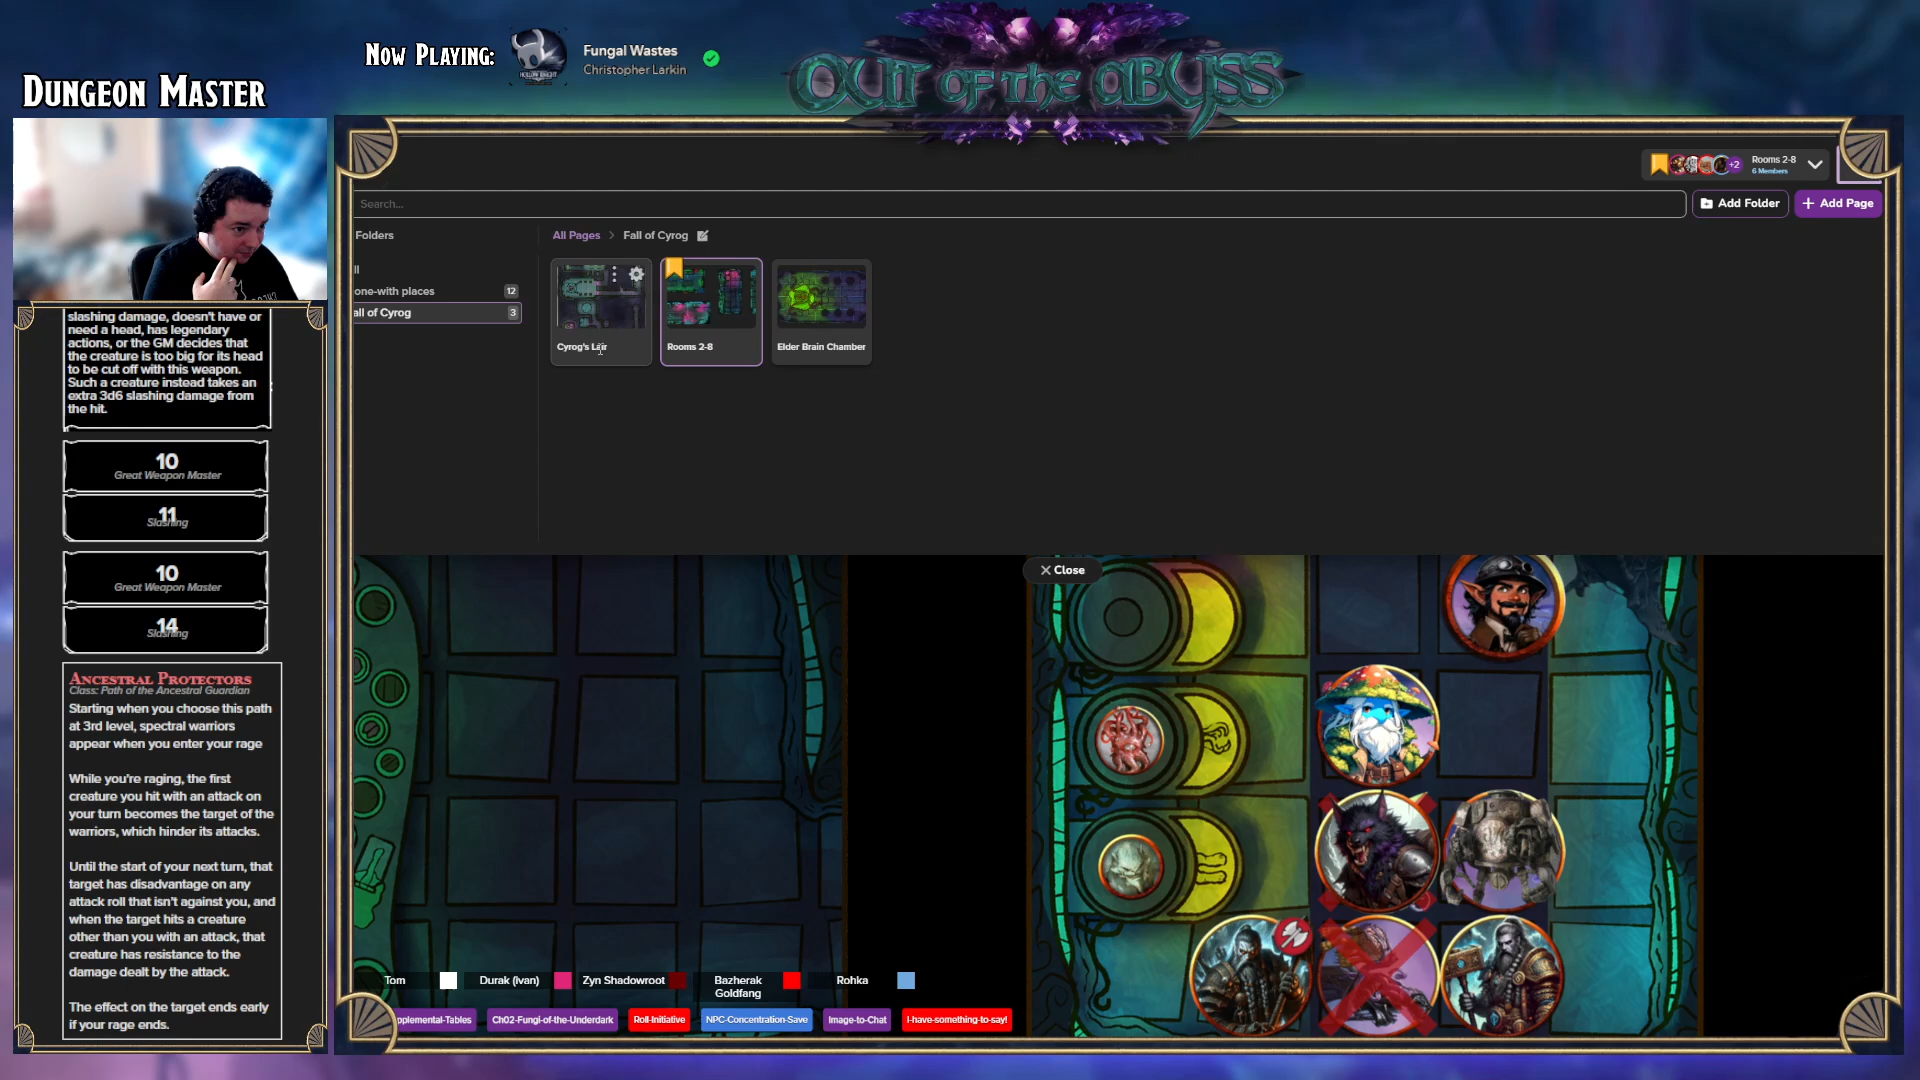 Now Playing:
Fungal Wastes
Christopher Larkin
HOLLOW KNIGHT
OUT OF THE ABYSS
Dungeon Master
slashing damage, doesn't have or
need a head, has legendary
actions, or the GM decides that
the creature is too big for its head
to be cut off with this weapon.
Such a creature instead takes an
extra 3d6 slashing damage from
the hit.
10
Great Weapon Master
11
Slashing
10
Great Weapon Master
14
Slashing
Ancestral Protectors
Class: Path of the Ancestral Guardian
Starting when you choose this path
at 3rd level, spectral warriors
appear when you enter your rage
While you're raging, the first
creature you hit with an attack on
your turn becomes the target of the
warriors, which hinder its attacks.
Until the start of your next turn, that
target has disadvantage on any
attack roll that isn't against you, and
when the target hits a creature
other than you with an attack, that
creature has resistance to the
damage dealt by the attack.
The effect on the target ends early
if your rage ends.
+2
Rooms 2-8
6 Members
Search...
Add Folder
+ Add Page
Folders
All Pages > Fall of Cyrog
ll
one-with places 12
all of Cyrog 3
Cyrog's Lair
Rooms 2-8
Elder Brain Chamber
X Close
Tom
Durak (Ivan)
Zyn Shadowroot
Bazherak
Goldfang
Rohka
pplemental-Tables
Ch02-Fungi-of-the-Underdark
Roll-Initiative
NPC-Concentration-Save
Image-to-Chat
I-have-something-to-say!